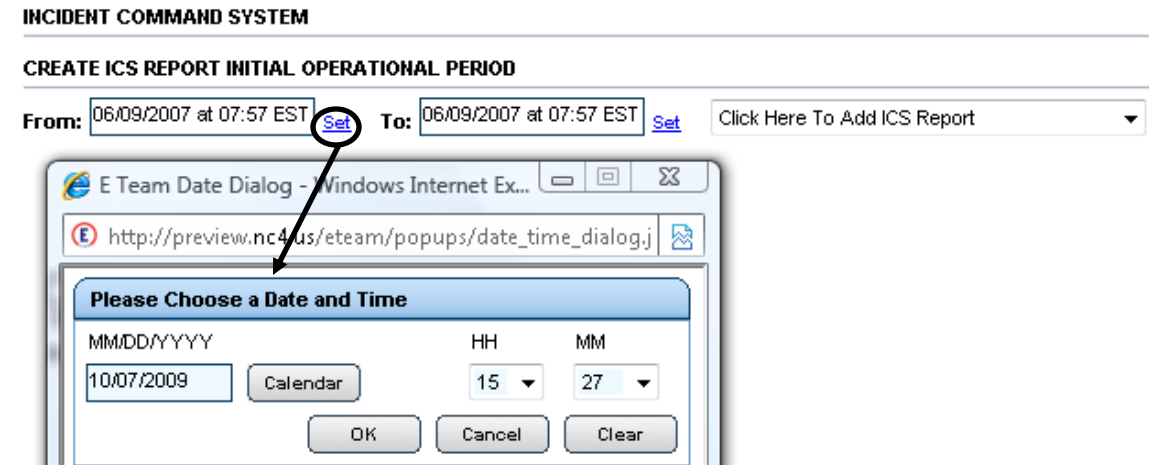 INCIDENT COMMAND SYSTEM
CREATE ICS REPORT INITIAL OPERATIONAL PERIOD
From: 06/09/2007 at 07:57 EST Set To: 06/09/2007 at 07:57 EST Set Click Here To Add ICS Report
E Team Date Dialog - Windows Internet Ex...
http://preview.nc4.us/eteam/popups/date_time_dialog.j
Please Choose a Date and Time
MM/DD/YYYY HH MM
10/07/2009 Calendar 15 27
OK Cancel Clear